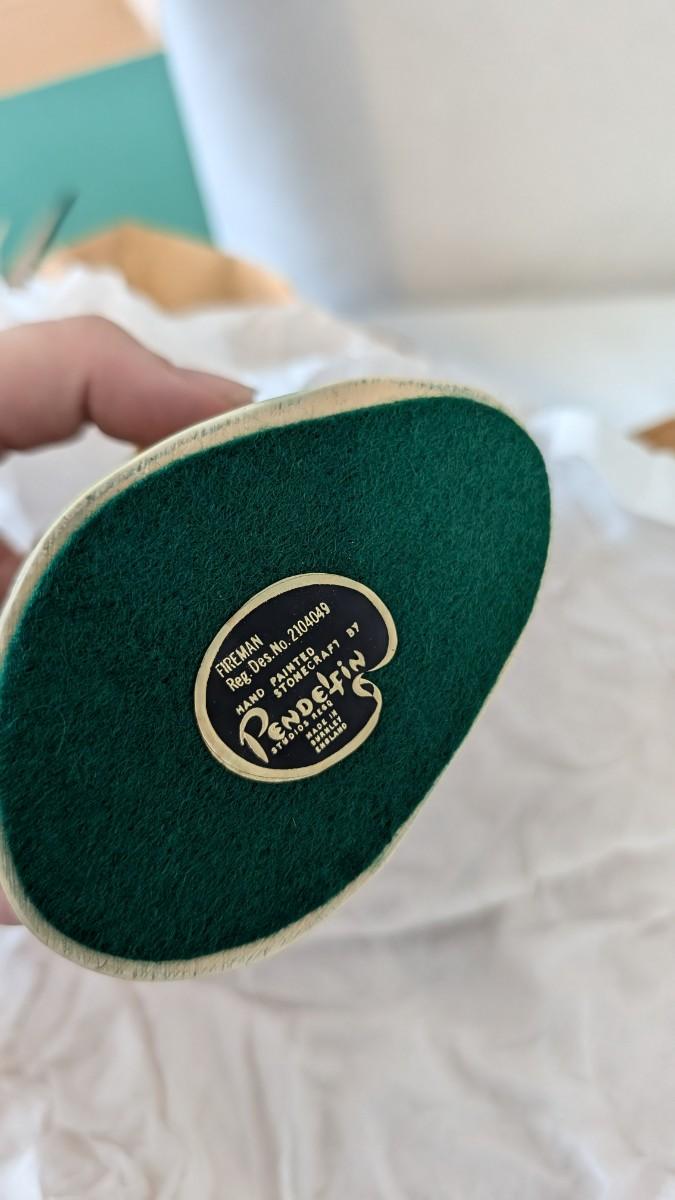 FIREMAN
Reg. Des. No. 2104049
HAND PAINTED
STONECRAFT BY
PENDELFIN
STUDIOS REGD
MADE IN
BURNLEY
ENGLAND